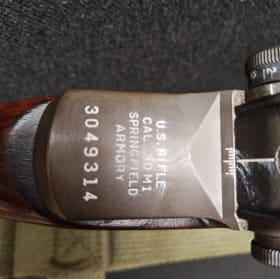 U.S. RIFLE
CAL .30 M1
SPRINGFIELD
ARMORY
3049314